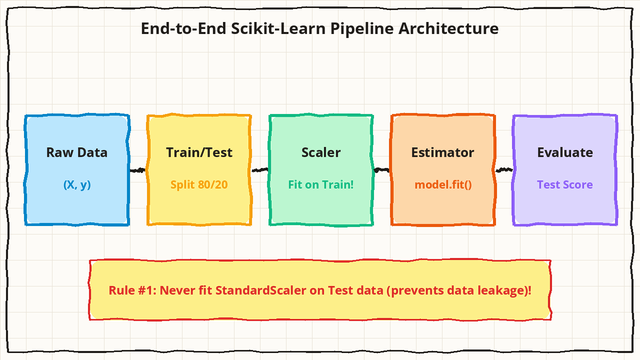 End-to-End Scikit-Learn Pipeline Architecture
Raw Data
(X, y)
Train/Test
Split 80/20
Scaler
Fit on Train!
Estimator
model.fit()
Evaluate
Test Score
Rule #1: Never fit StandardScaler on Test data (prevents data leakage)!